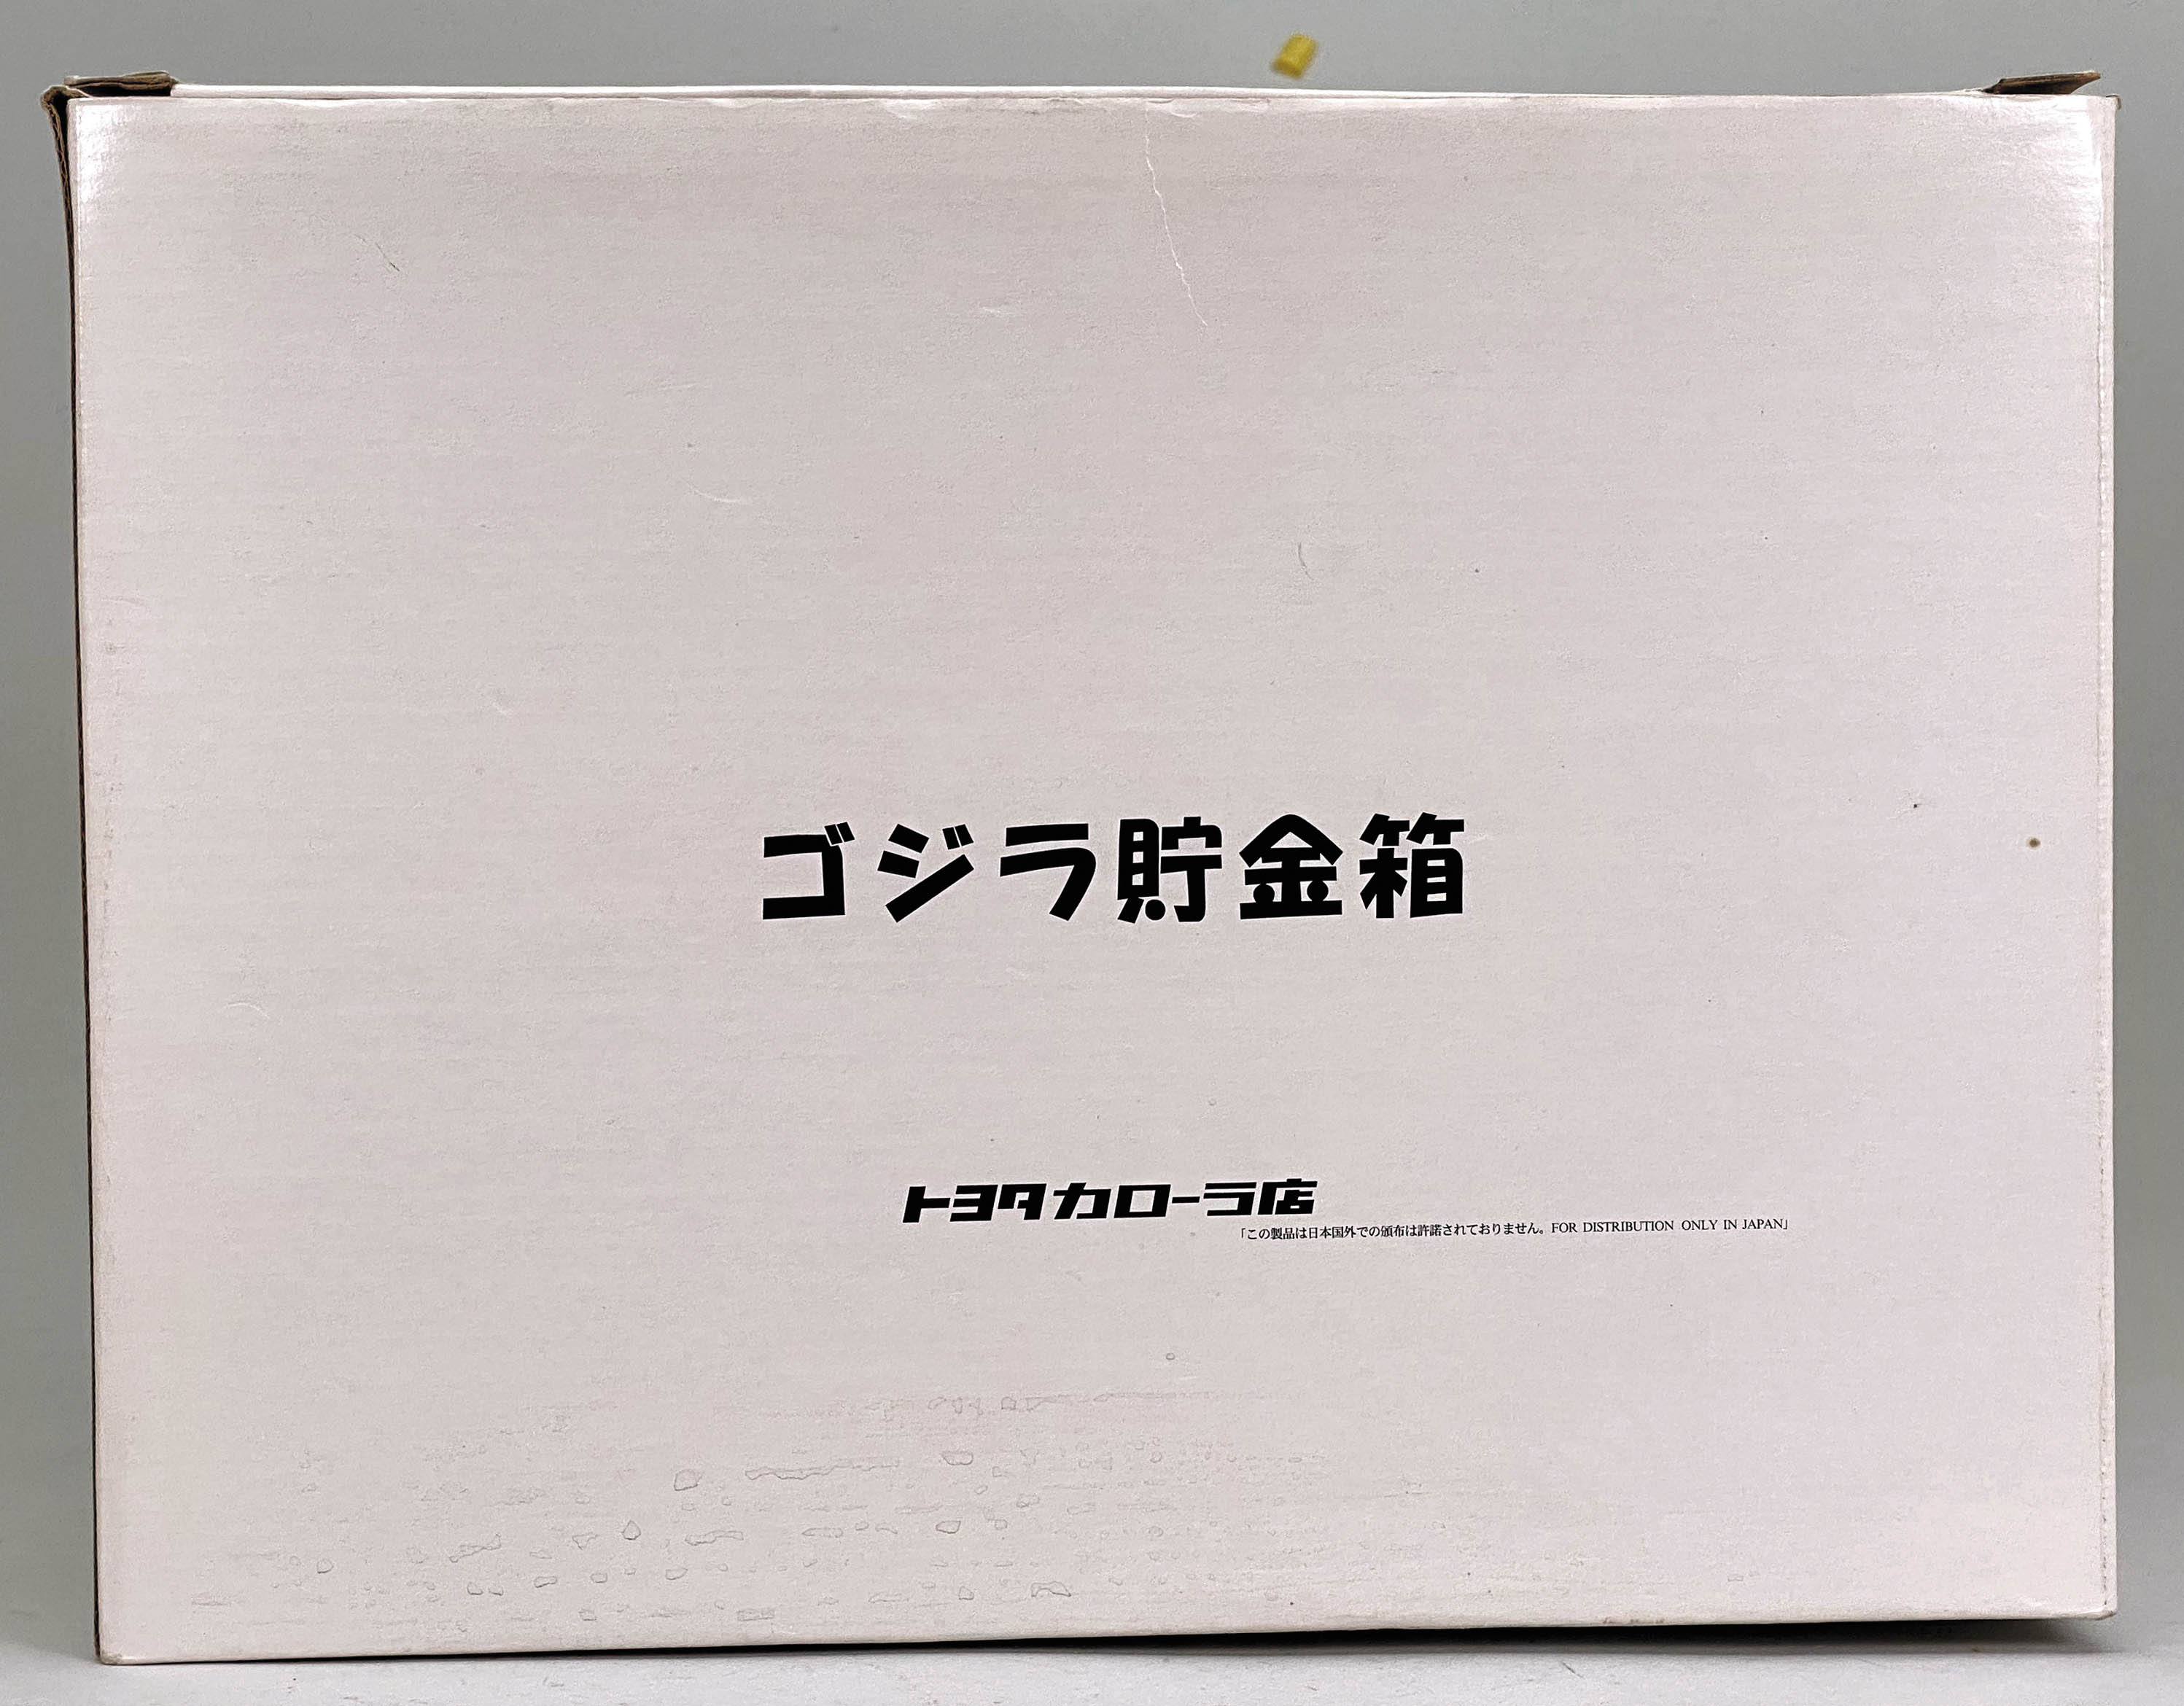 ゴジラ貯金箱
トヨタカローラ店
「この製品は日本国外での頒布は許諾されておりません。FOR DISTRIBUTION ONLY IN JAPAN」